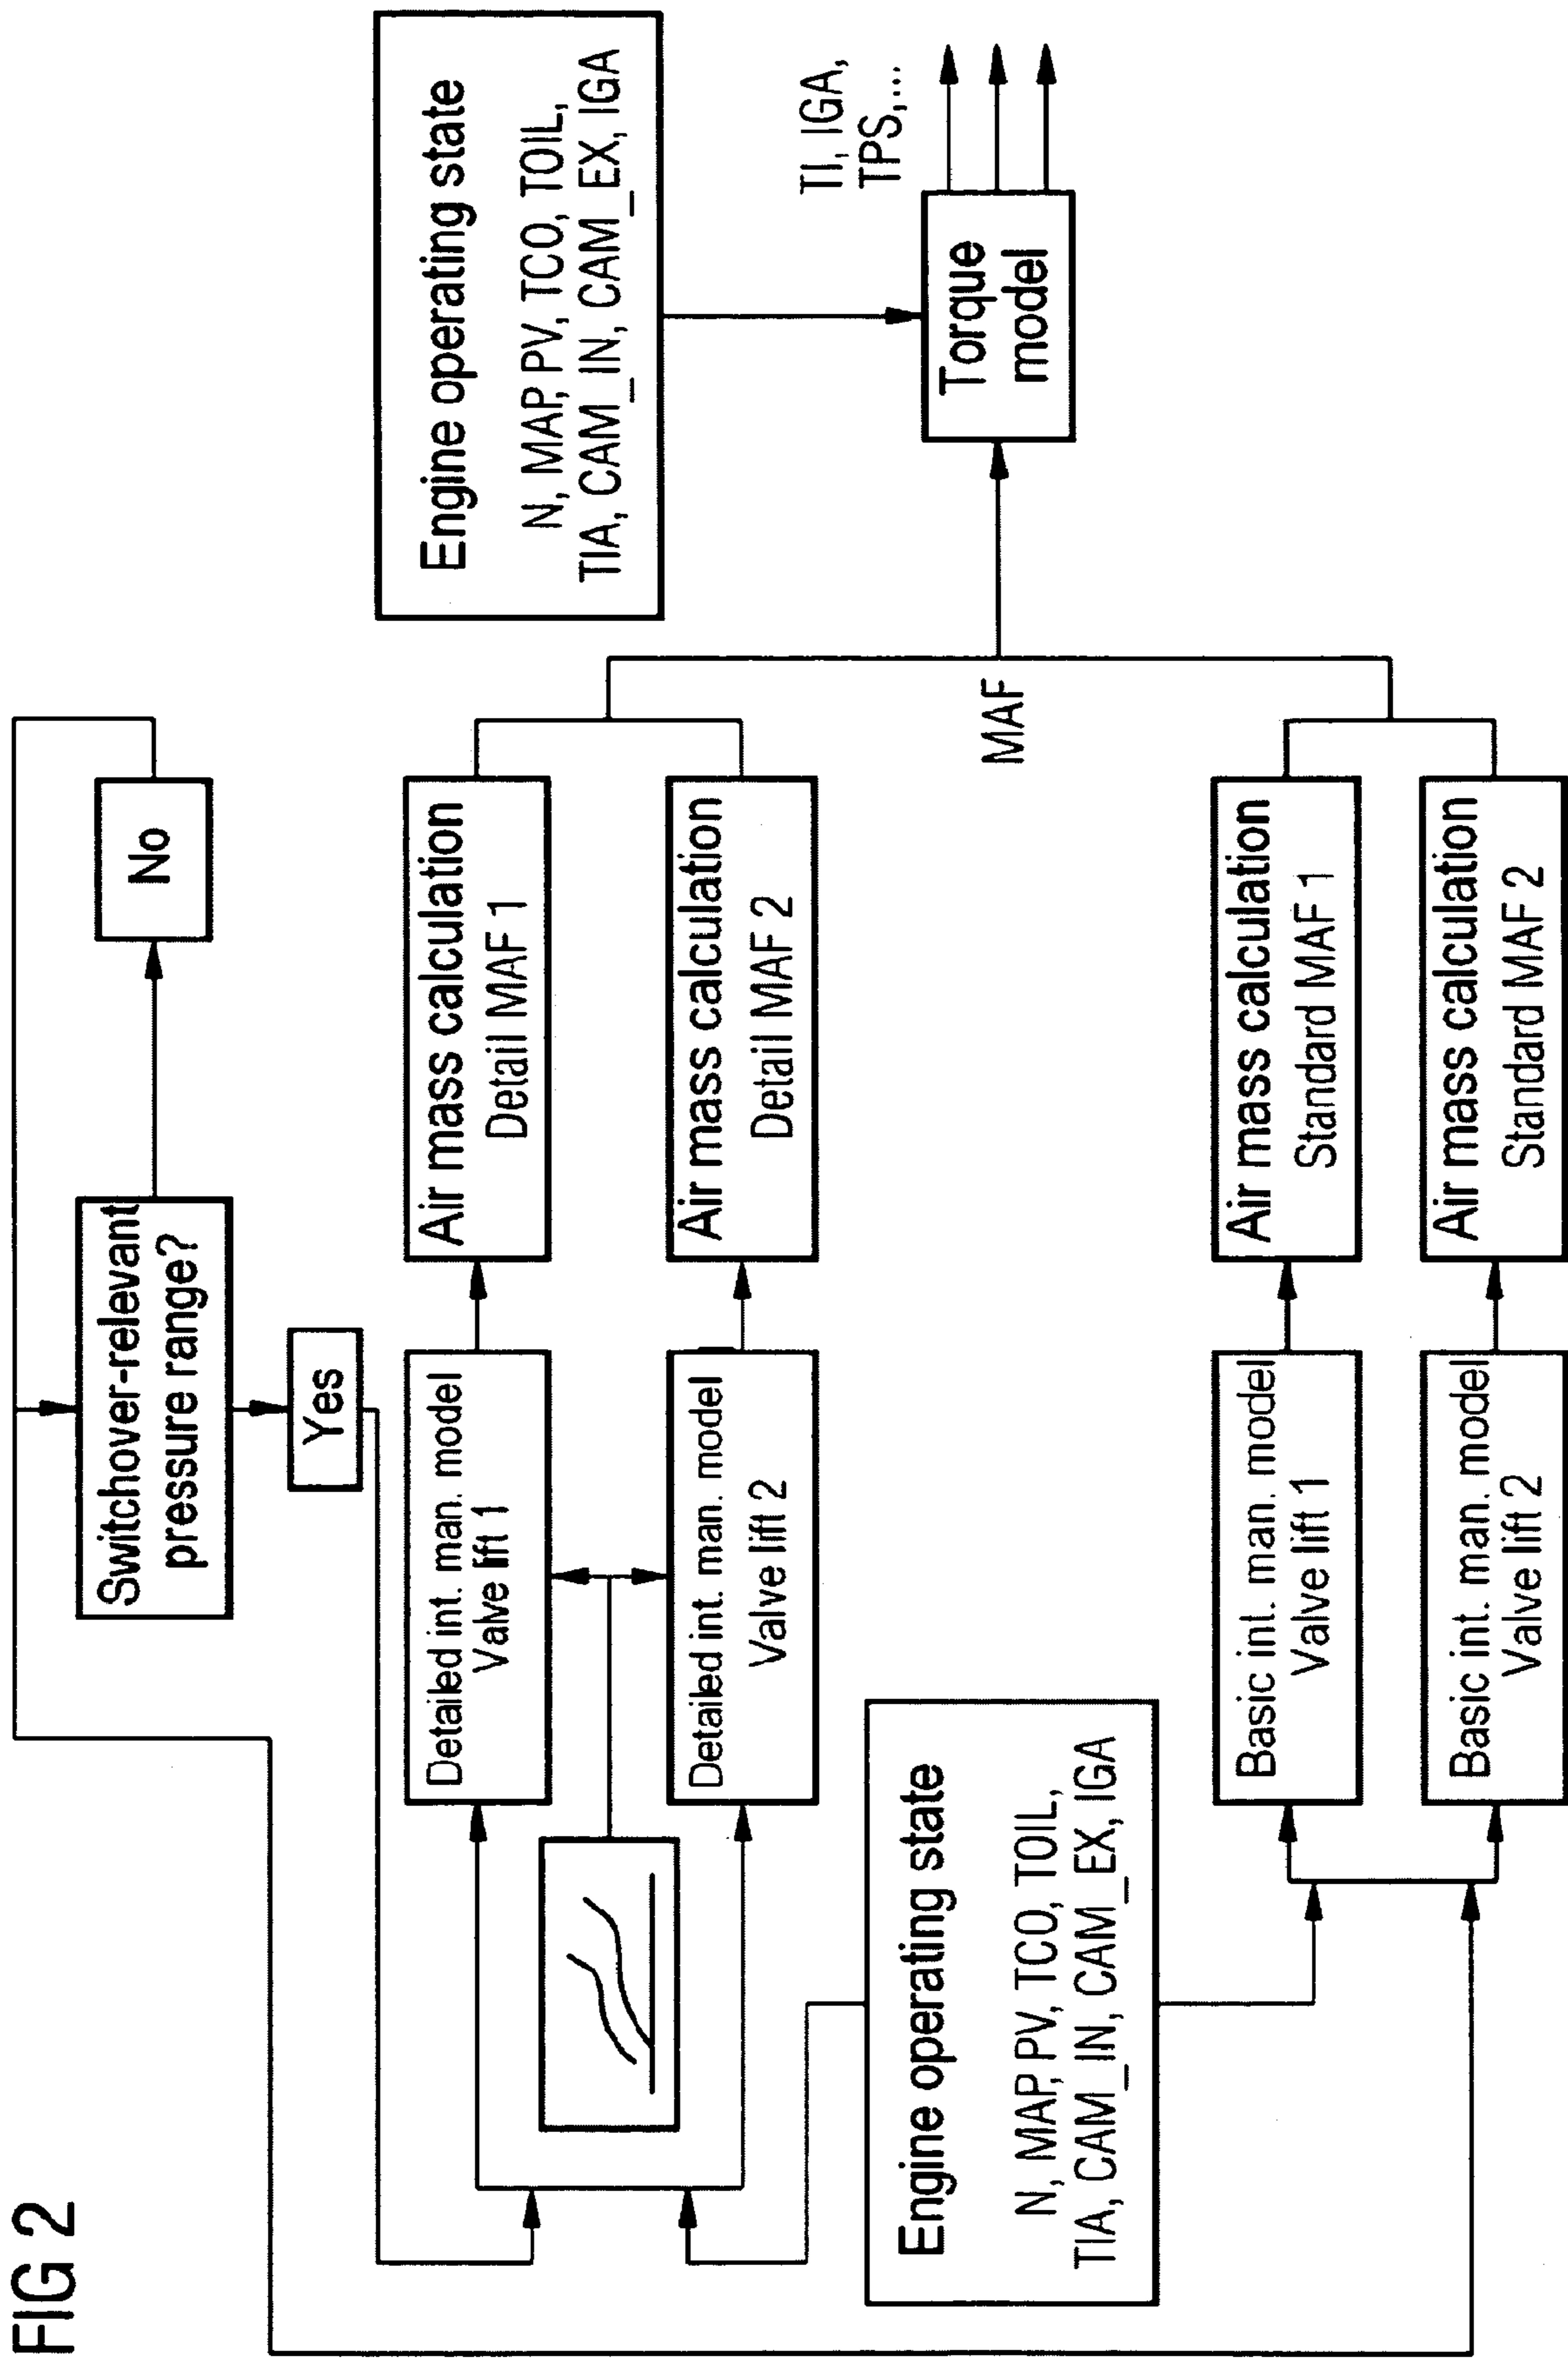 FIG 2
Switchover-relevant
pressure range?
No
Yes
Detailed int. man. model
Valve lift 1
Air mass calculation
Detail MAF 1
Detailed int. man. model
Valve lift 2
Air mass calculation
Detail MAF 2
Engine operating state
N, MAP, PV, TCO, TOIL,
TIA, CAM_IN, CAM_EX, IGA
Engine operating state
N, MAP, PV, TCO, TOIL,
TIA, CAM_IN, CAM_EX, IGA
MAF
Torque
model
TI, IGA,
TPS,...
Basic int. man. model
Valve lift 1
Air mass calculation
Standard MAF 1
Basic int. man. model
Valve lift 2
Air mass calculation
Standard MAF 2